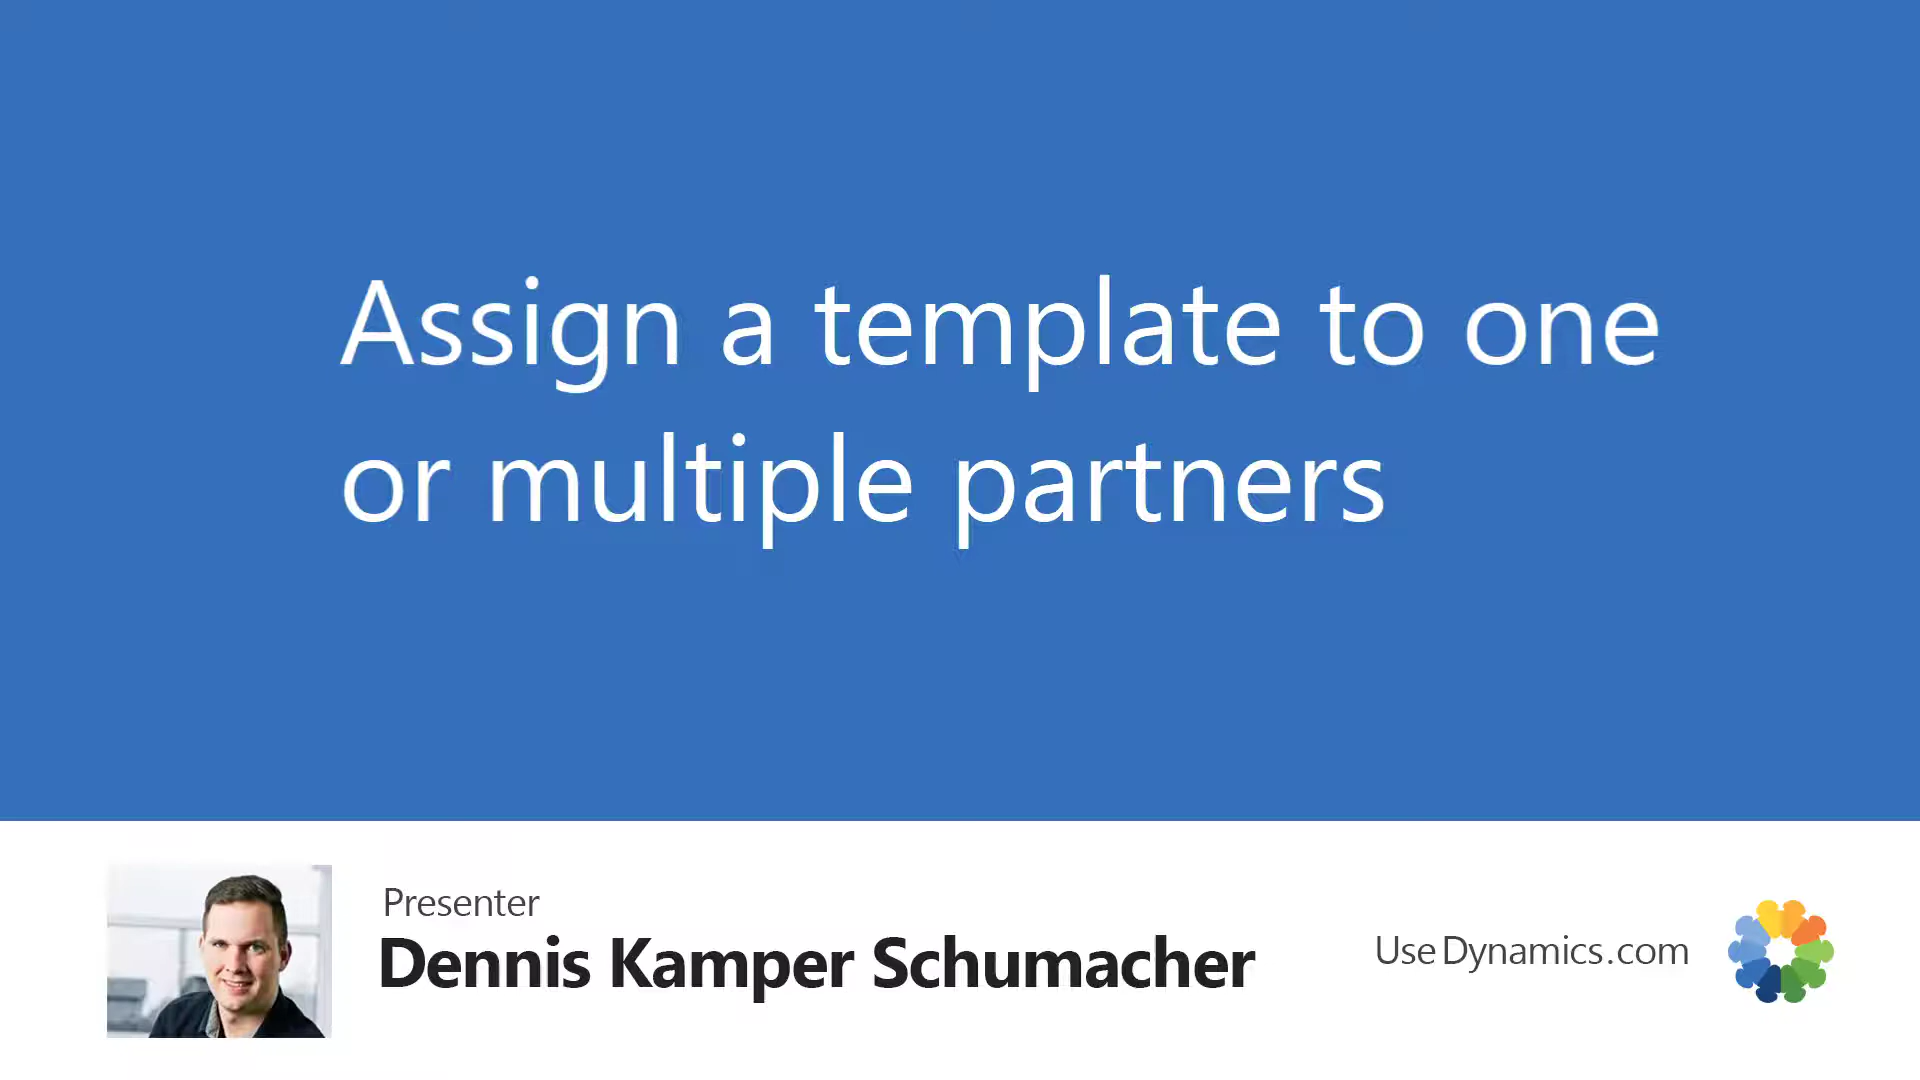 Assign a template to one
or multiple partners
Presenter
Dennis Kamper Schumacher
UseDynamics.com